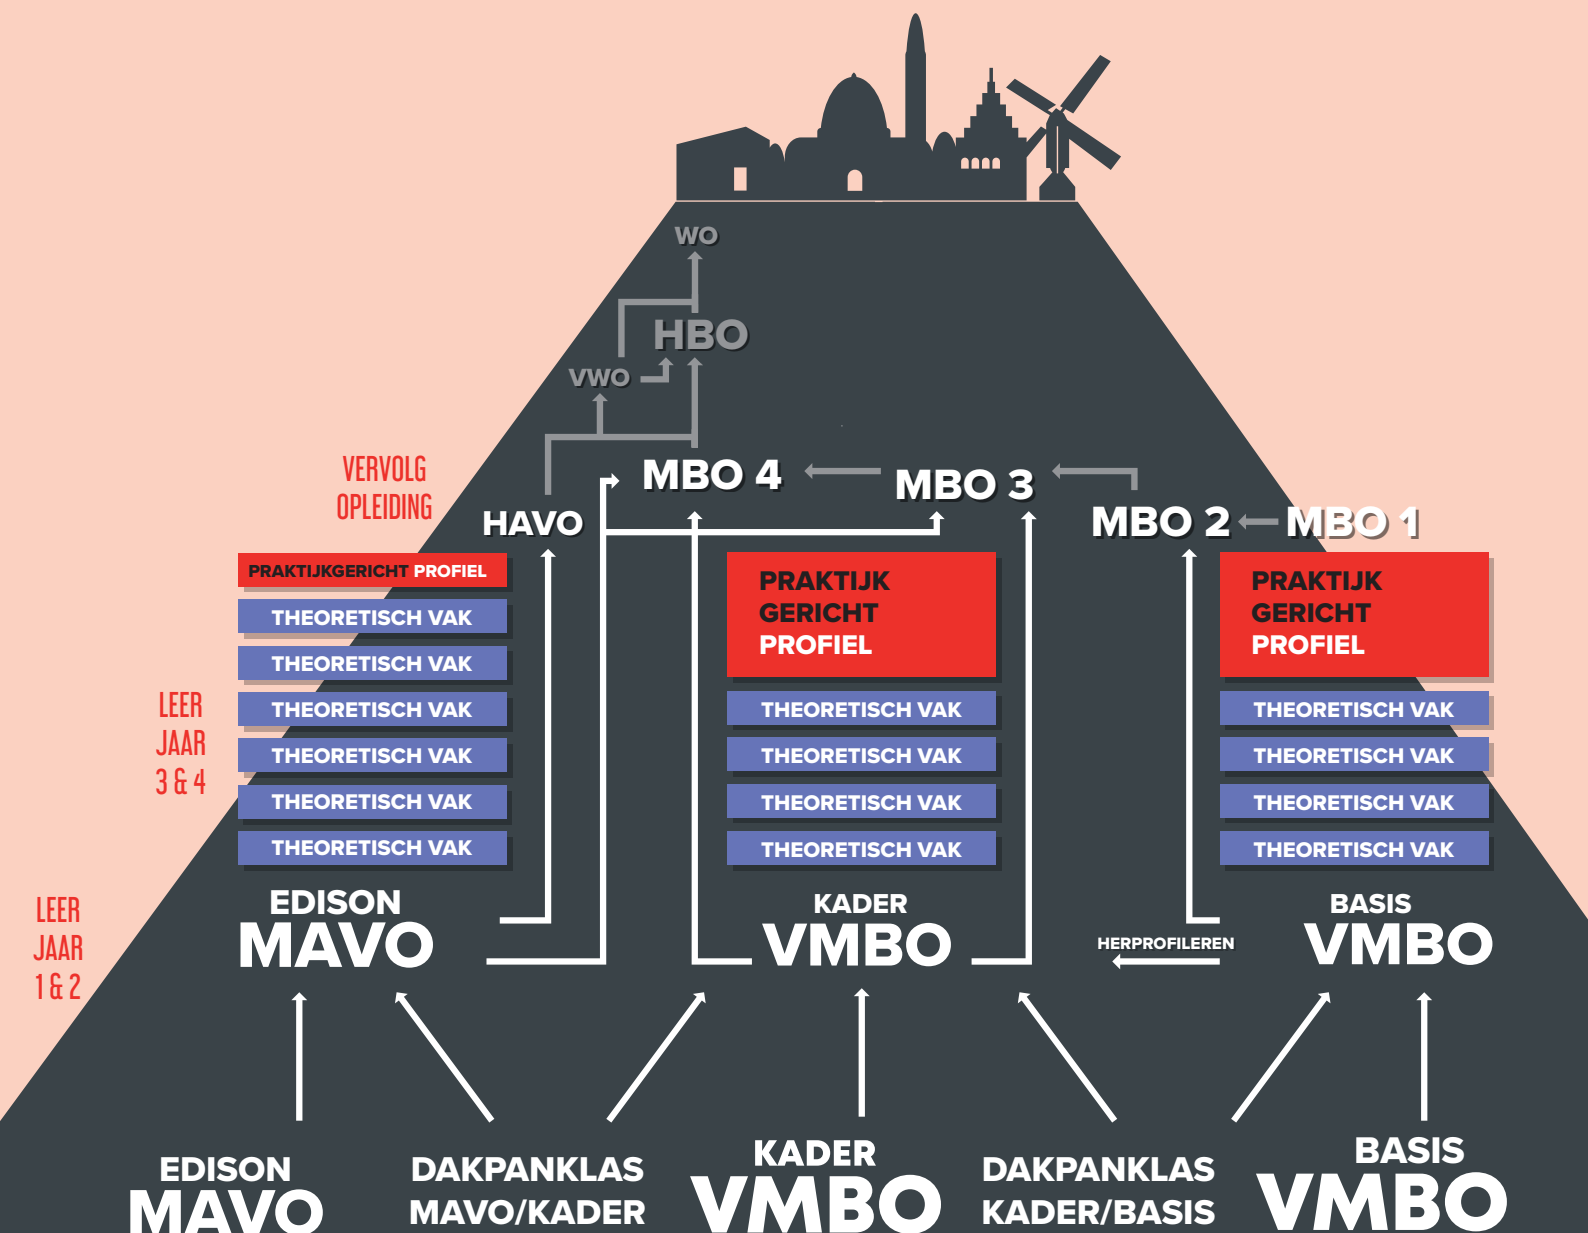 WO
HBO
VWO
VERVOLG
OPLEIDING
MBO 4
MBO 3
HAVO
MBO 2
MBO 1
PRAKTIJKGERICHT PROFIEL
THEORETISCH VAK
THEORETISCH VAK
THEORETISCH VAK
THEORETISCH VAK
THEORETISCH VAK
THEORETISCH VAK
PRAKTIJK
GERICHT
PROFIEL
THEORETISCH VAK
THEORETISCH VAK
THEORETISCH VAK
THEORETISCH VAK
PRAKTIJK
GERICHT
PROFIEL
THEORETISCH VAK
THEORETISCH VAK
THEORETISCH VAK
THEORETISCH VAK
LEER
JAAR
3 & 4
EDISON
MAVO
KADER
VMBO
HERPROFILEREN
BASIS
VMBO
LEER
JAAR
1 & 2
EDISON
MAVO
DAKPANKLAS
MAVO/KADER
KADER
VMBO
DAKPANKLAS
KADER/BASIS
BASIS
VMBO